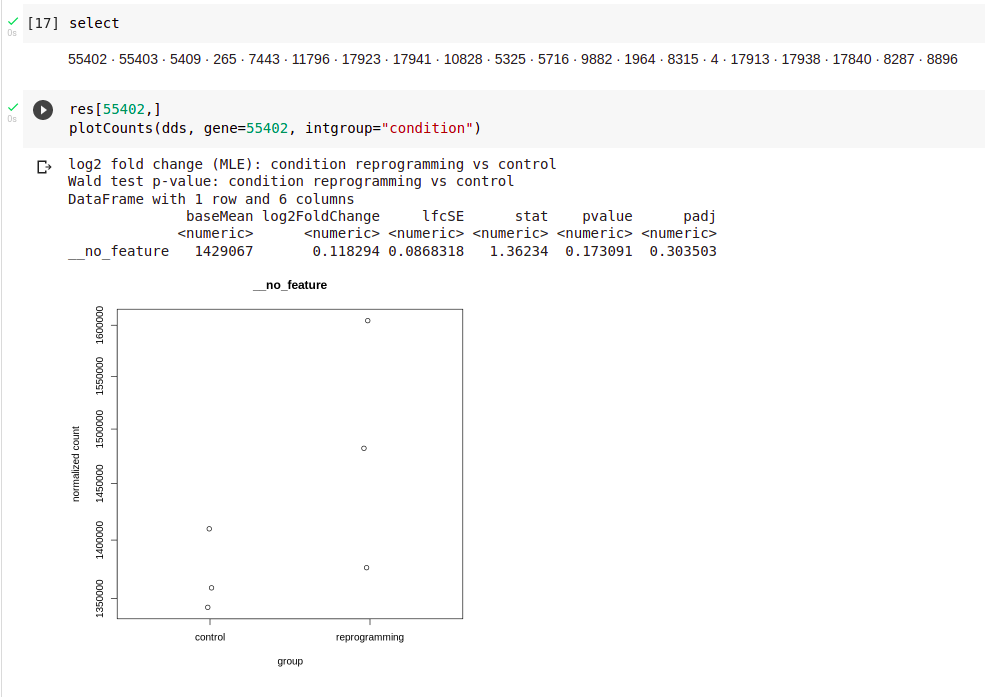 [17] select
0s
55402 · 55403 · 5409 · 265 · 7443 · 11796 · 17923 · 17941 · 10828 · 5325 · 5716 · 9882 · 1964 · 8315 · 4 · 17913 · 17938 · 17840 · 8287 · 8896
res[55402,]
0s
plotCounts(dds, gene=55402, intgroup="condition")
log2 fold change (MLE): condition reprogramming vs control
Wald test p-value: condition reprogramming vs control
DataFrame with 1 row and 6 columns
baseMean log2FoldChange lfcSE stat pvalue padj
<numeric> <numeric> <numeric> <numeric> <numeric> <numeric>
__no_feature 1429067 0.118294 0.0868318 1.36234 0.173091 0.303503
__no_feature
1600000
1550000
1500000
1450000
1400000
1350000
normalized count
control reprogramming
group